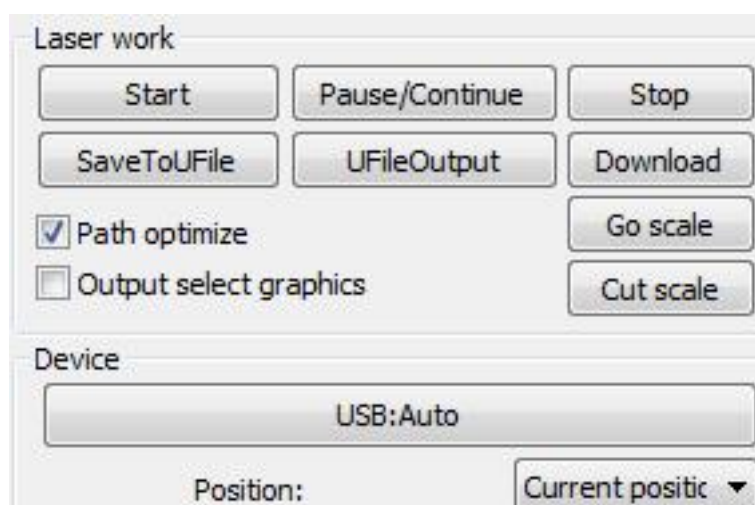 Laser work
Start Pause/Continue Stop
SaveToUFile UFileOutput Download
Path optimize Go scale
Output select graphics Cut scale
Device
USB:Auto
Position: Current positic